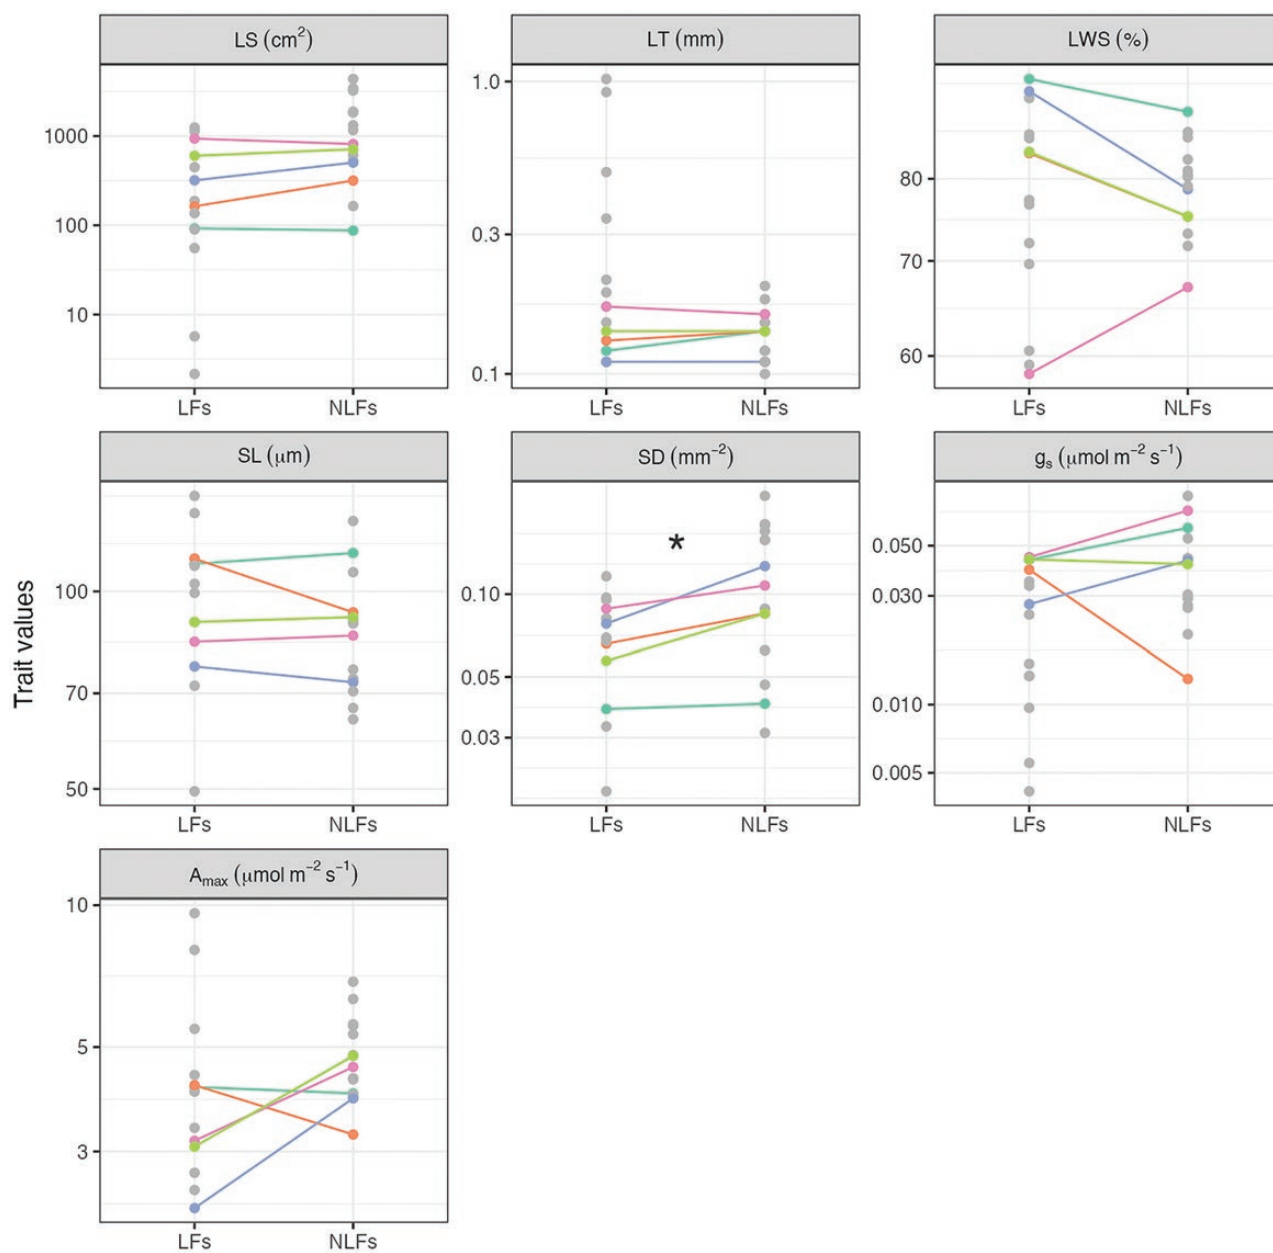 LS (cm²)
LT (mm)
LWS (%)
1000
100
10
1.0
0.3
0.1
80
70
60
LFs
NLFs
LFs
NLFs
LFs
NLFs
SL (μm)
SD (mm⁻²)
gₛ (μmol m⁻² s⁻¹)
Trait values
100
70
50
*
0.10
0.05
0.03
0.050
0.030
0.010
0.005
LFs
NLFs
LFs
NLFs
LFs
NLFs
Aₘₐₓ (μmol m⁻² s⁻¹)
10
5
3
LFs
NLFs